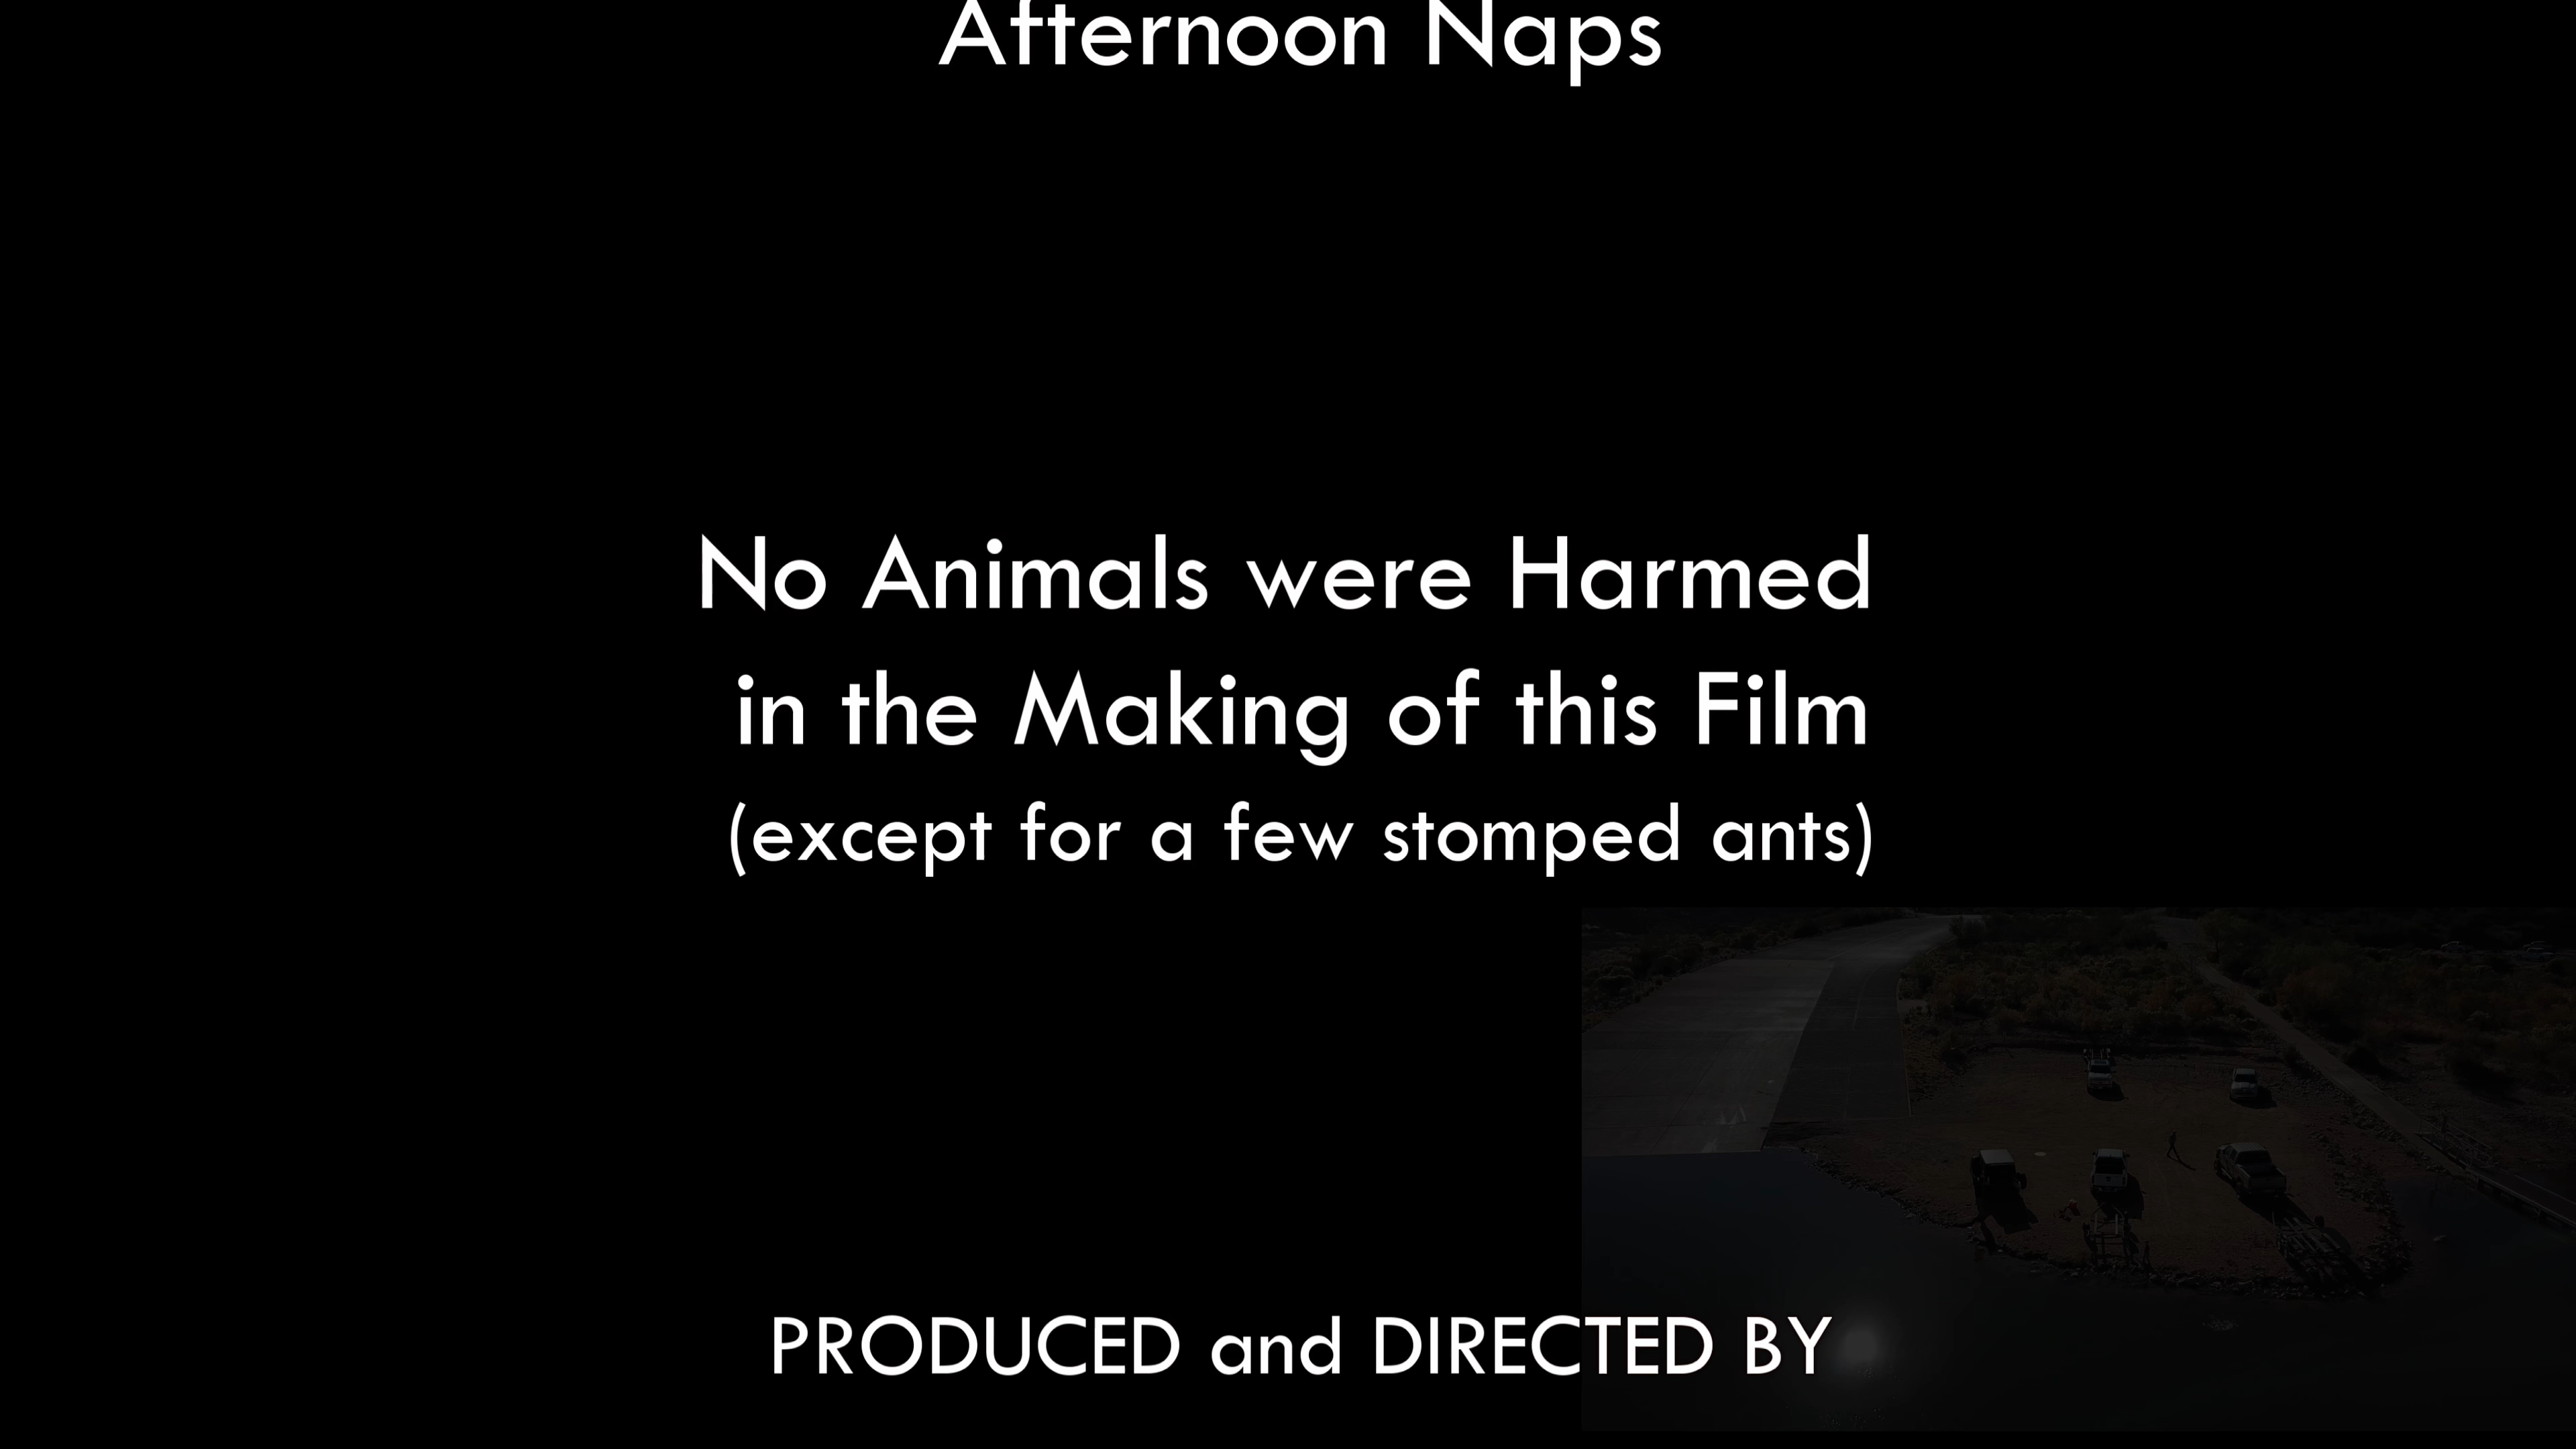 Afternoon Naps
No Animals were Harmed
in the Making of this Film
(except for a few stomped ants)
PRODUCED and DIRECTED BY